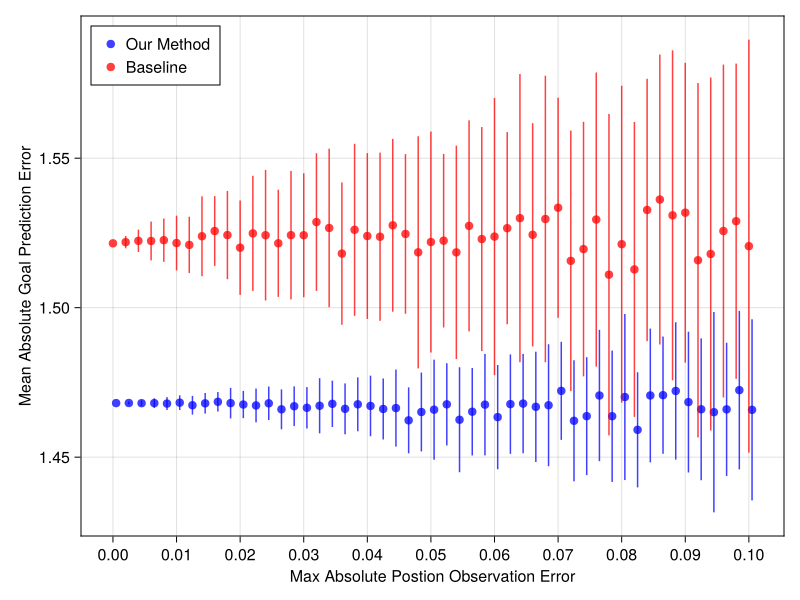 Our Method
Baseline
Mean Absolute Goal Prediction Error
1.55
1.50
1.45
0.00 0.01 0.02 0.03 0.04 0.05 0.06 0.07 0.08 0.09 0.10
Max Absolute Postion Observation Error